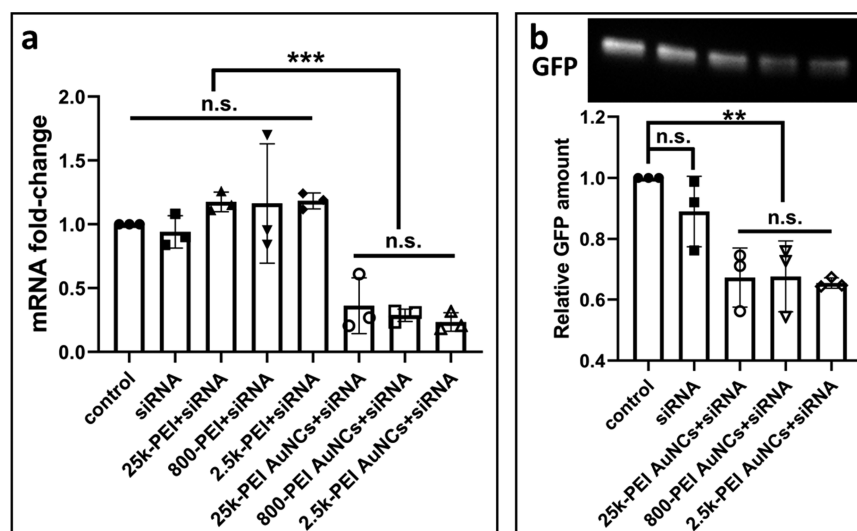 a
***
n.s.
n.s.
mRNA fold-change
2.0
1.5
1.0
0.5
0.0
control
siRNA
25k-PEI+siRNA
800-PEI+siRNA
2.5k-PEI+siRNA
25k-PEI AuNCs+siRNA
800-PEI AuNCs+siRNA
2.5k-PEI AuNCs+siRNA
b
GFP
**
n.s.
n.s.
Relative GFP amount
1.2
1.0
0.8
0.6
0.4
control
siRNA
25k-PEI AuNCs+siRNA
800-PEI AuNCs+siRNA
2.5k-PEI AuNCs+siRNA